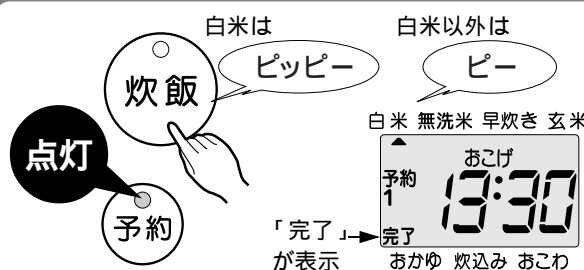 白米は
白米以外は
ピッピー
ピー
炊飯
点灯
予約
白米 無洗米 早炊き 玄米
おこげ
予約
1
13:30
完了
「完了」
が表示
おかゆ 炊込み おこわ